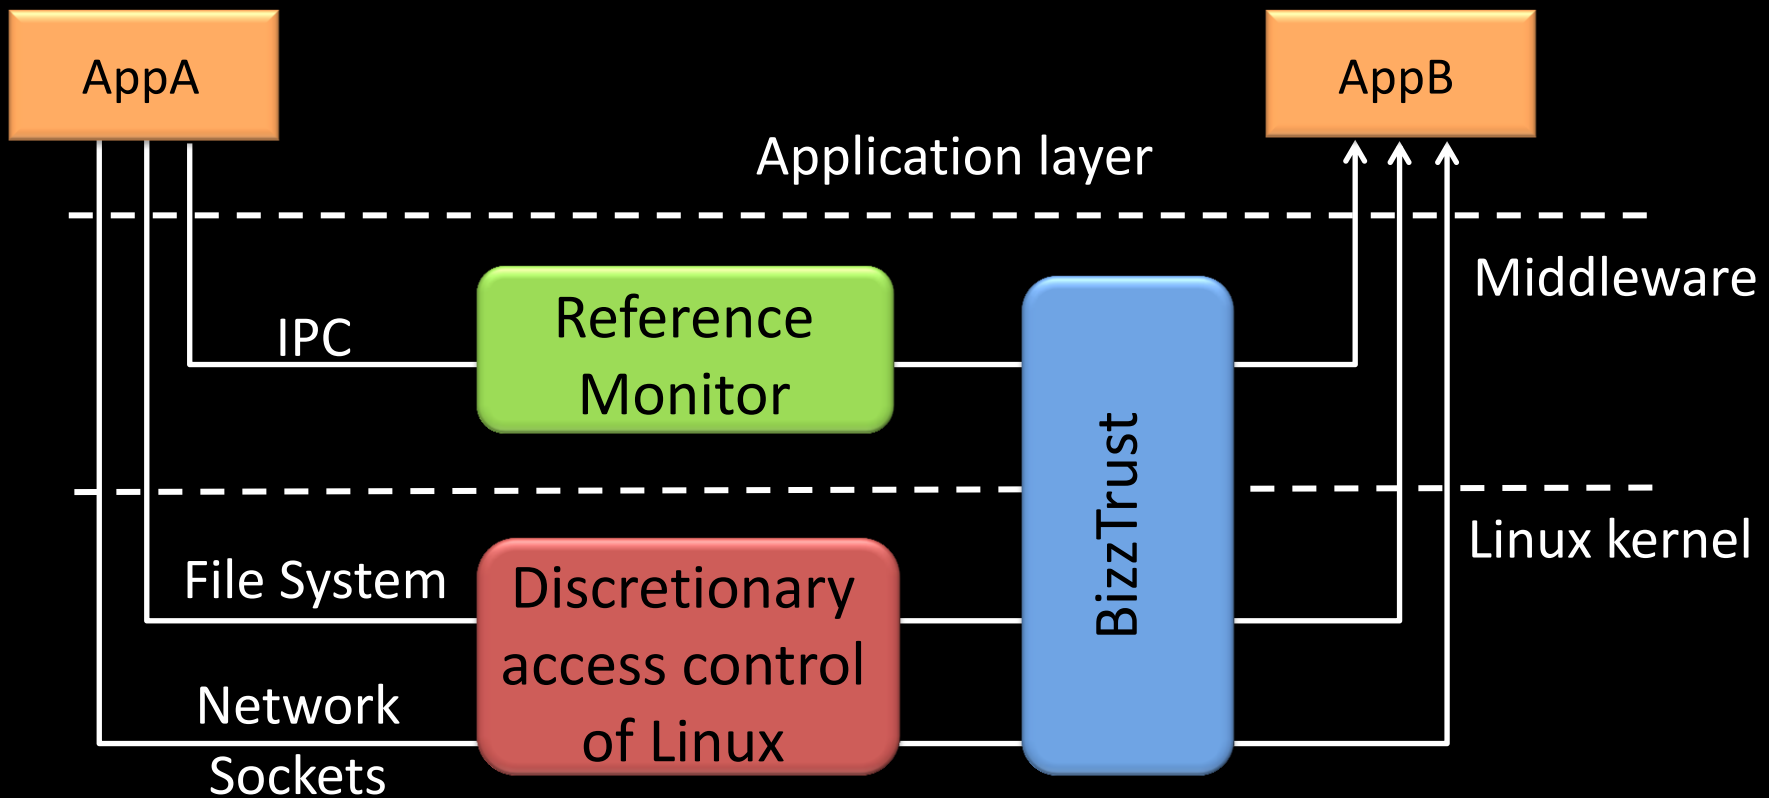 AppA
AppB
Application layer
Middleware
IPC
Reference
Monitor
BizzTrust
Linux kernel
File System
Discretionary
access control
of Linux
Network
Sockets